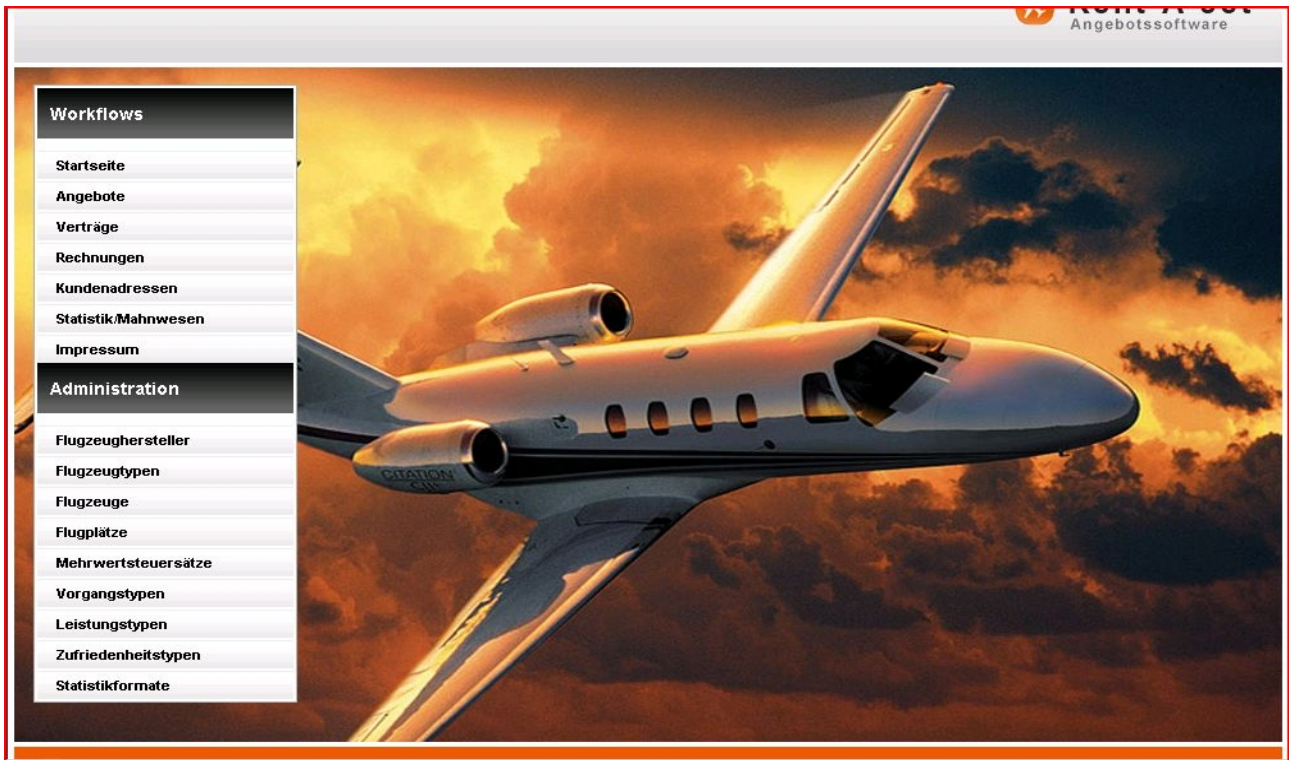 Angebotssoftware
Workflows
Startseite
Angebote
Verträge
Rechnungen
Kundenadressen
Statistik/Mahnwesen
Impressum
Administration
Flugzeughersteller
Flugzeugtypen
Flugzeuge
Flugplätze
Mehrwertsteuersätze
Vorgangstypen
Leistungstypen
Zufriedenheitstypen
Statistikformate
CITATION